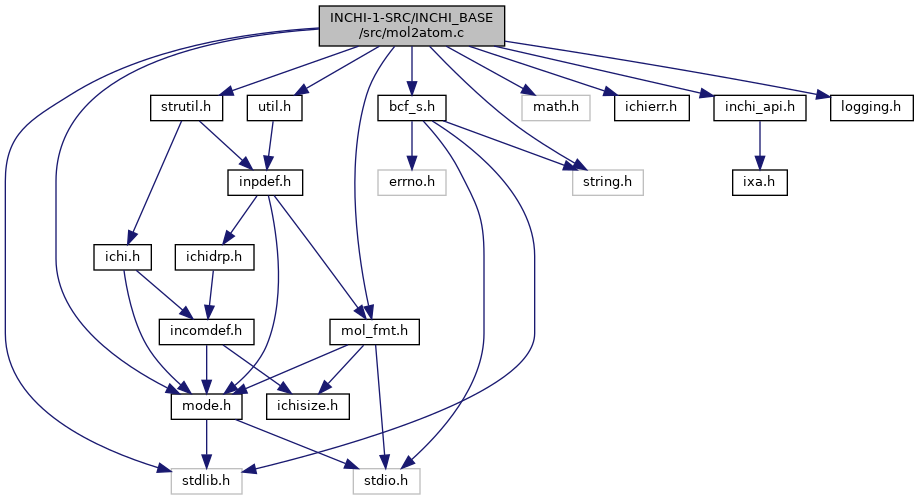 INCHI-1-SRC/INCHI_BASE
/src/mol2atom.c
strutil.h
util.h
bcf_s.h
math.h
ichierr.h
inchi_api.h
logging.h
inpdef.h
errno.h
string.h
ixa.h
ichi.h
ichidrp.h
incomdef.h
mol_fmt.h
mode.h
ichisize.h
stdlib.h
stdio.h